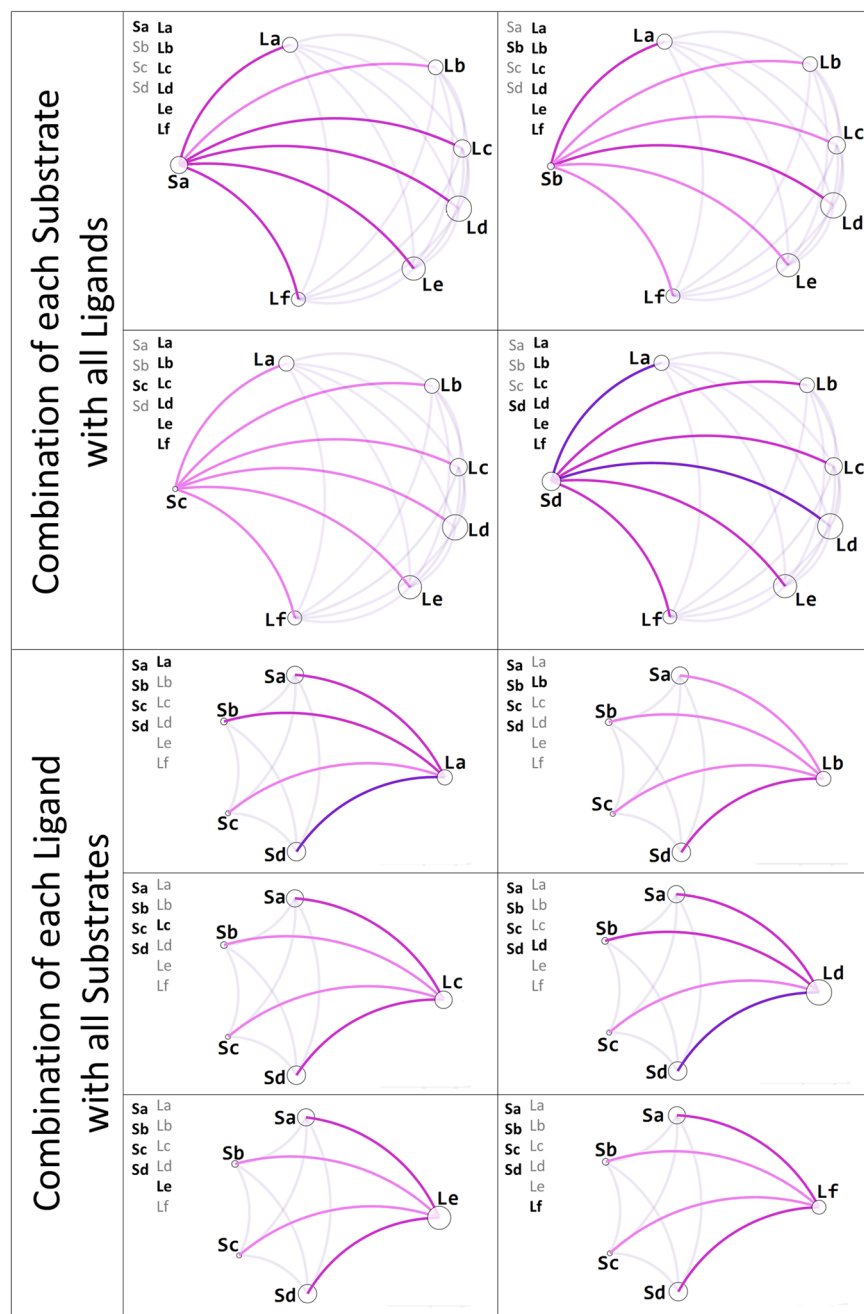 Combination of each Substrate
with all Ligands
Sa La
Sb Lb
Sc Lc
Sd Ld
Le
Lf
La
Lb
Lc
Sa
Ld
Le
Lf
Sa La
Sb Lb
Sc Lc
Sd Ld
Le
Lf
La
Lb
Lc
Sb
Ld
Le
Lf
Sa La
Sb Lb
Sc Lc
Sd Ld
Le
Lf
La
Lb
Lc
Sc
Ld
Le
Lf
Sa La
Sb Lb
Sc Lc
Sd Ld
Le
Lf
La
Lb
Lc
Sd
Ld
Le
Lf
Combination of each Ligand
with all Substrates
Sa La
Sb Lb
Sc Lc
Sd Ld
Le
Lf
Sa
Sb
La
Sc
Sd
Sa La
Sb Lb
Sc Lc
Sd Ld
Le
Lf
Sa
Sb
Lb
Sc
Sd
Sa La
Sb Lb
Sc Lc
Sd Ld
Le
Lf
Sa
Sb
Lc
Sc
Sd
Sa La
Sb Lb
Sc Lc
Sd Ld
Le
Lf
Sa
Sb
Ld
Sc
Sd
Sa La
Sb Lb
Sc Lc
Sd Ld
Le
Lf
Sa
Sb
Le
Sc
Sd
Sa La
Sb Lb
Sc Lc
Sd Ld
Le
Lf
Sa
Sb
Lf
Sc
Sd